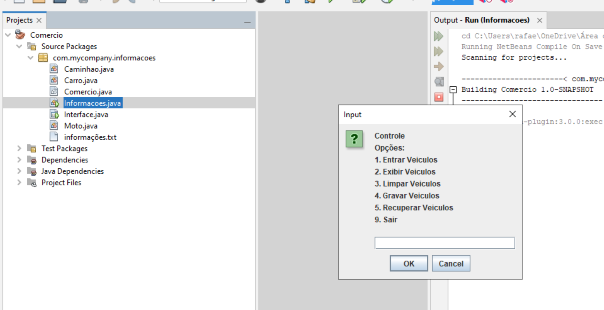 Projects
Comercio
Source Packages
com.mycompany.informacoes
Caminhao.java
Carro.java
Comercio.java
Informacoes.java
Interface.java
Moto.java
informações.txt
Test Packages
Dependencies
Java Dependencies
Project Files
Output - Run (Informacoes)
cd C:\Users\rafae\OneDrive\Área
Running NetBeans Compile On Save
Scanning for projects...
------------------------< com.myco
Building Comercio 1.0-SNAPSHOT
-plugin:3.0.0:exec
Input
Controle
Opções:
1. Entrar Veiculos
2. Exibir Veiculos
3. Limpar Veiculos
4. Gravar Veiculos
5. Recuperar Veiculos
9. Sair
OK
Cancel